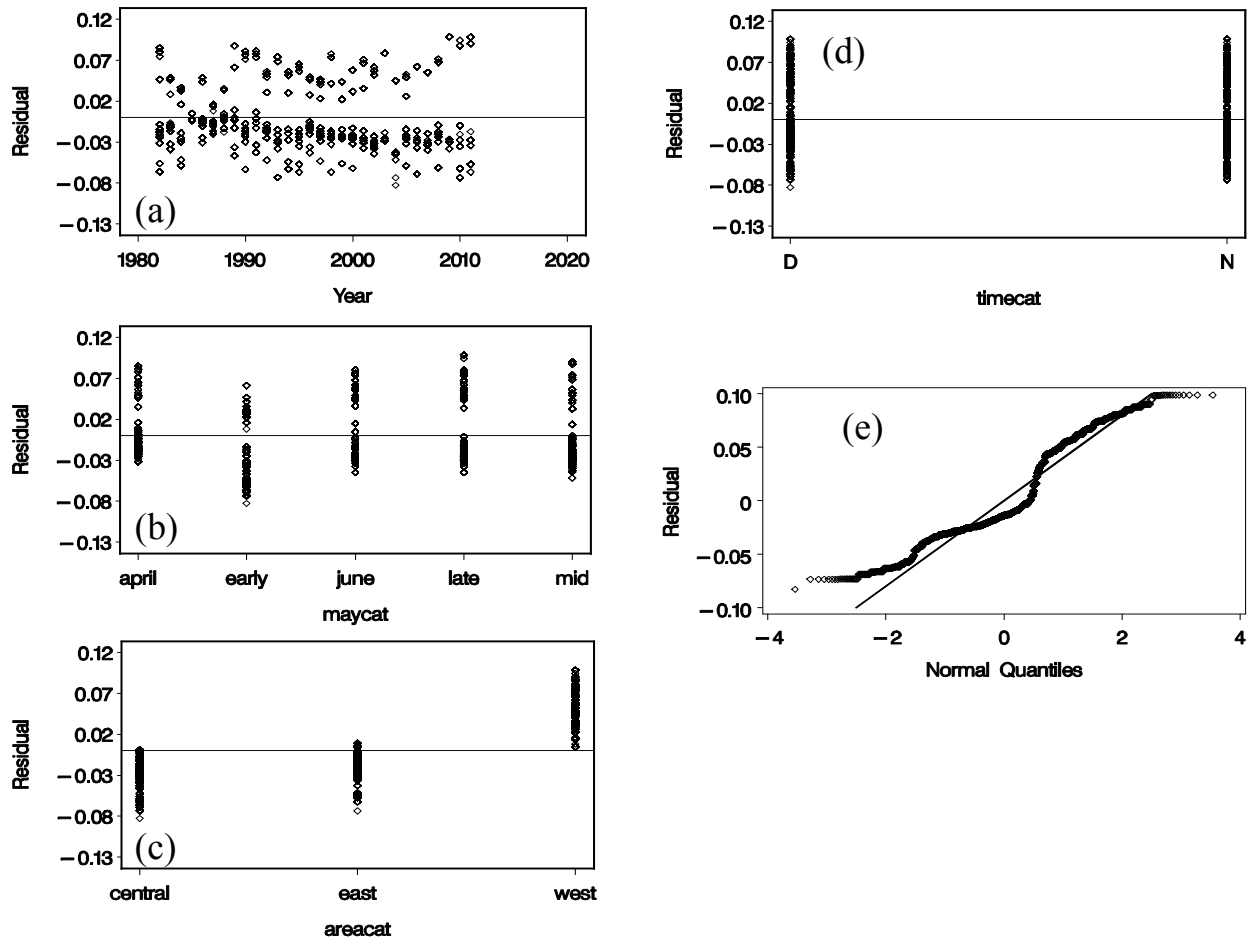 0.12
0.07
0.02
−0.03
−0.08
−0.13
Residual
(a)
1980 1990 2000 2010 2020
Year
0.12
0.07
0.02
−0.03
−0.08
−0.13
Residual
(b)
april early june late mid
maycat
0.12
0.07
0.02
−0.03
−0.08
−0.13
Residual
(c)
central east west
areacat
0.12
0.07
0.02
−0.03
−0.08
−0.13
Residual
(d)
D N
timecat
0.10
0.05
0
−0.05
−0.10
Residual
(e)
−4 −2 0 2 4
Normal Quantiles